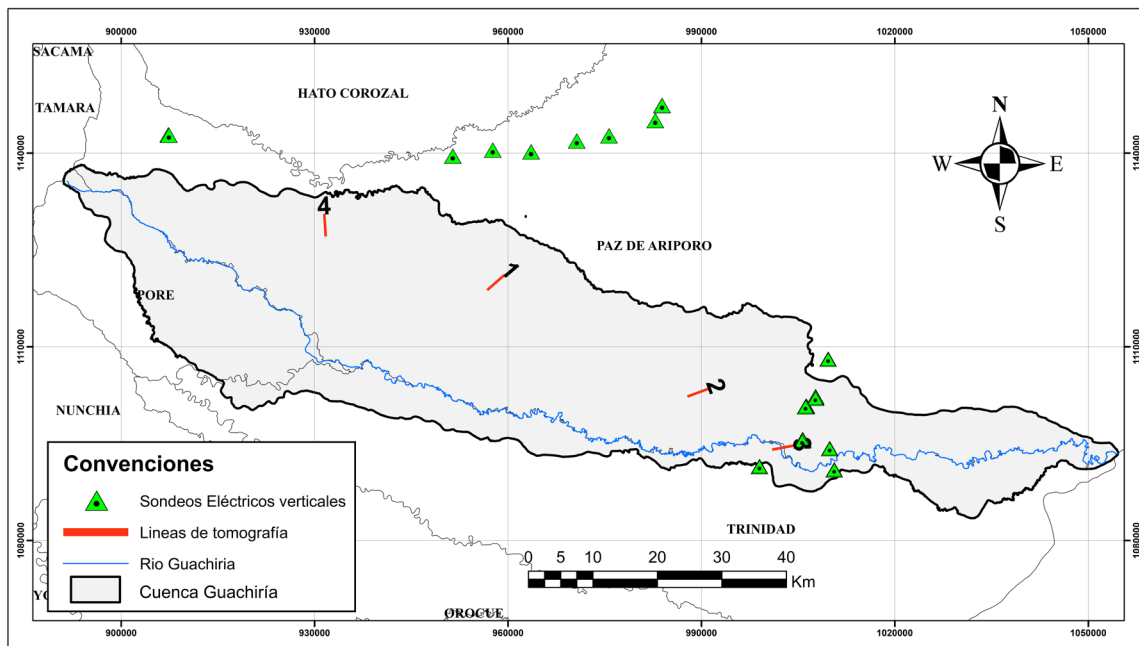 900000 930000 960000 990000 1020000 1050000
SACAMA
TAMARA
HATO COROZAL
N
W E
S
1140000 1140000
4
PAZ DE ARIPORO
1
PORE
1110000 1110000
2
NUNCHIA
3
Convenciones
Sondeos Eléctricos verticales
Lineas de tomografía
Rio Guachiria
Cuenca Guachiría
TRINIDAD
1080000 1080000
0 5 10 20 30 40
Km
YO
OROCUE
900000 930000 960000 990000 1020000 1050000